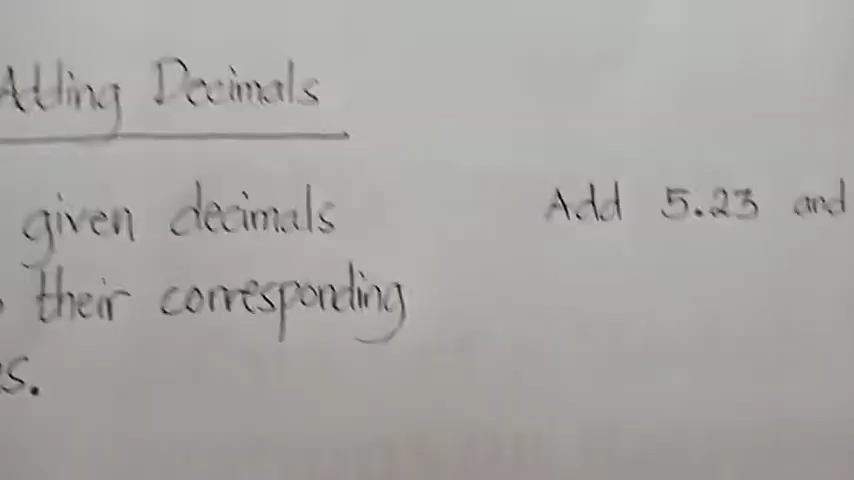 Adding Decimals
given decimals
their corresponding
s.
Add 5.23 and